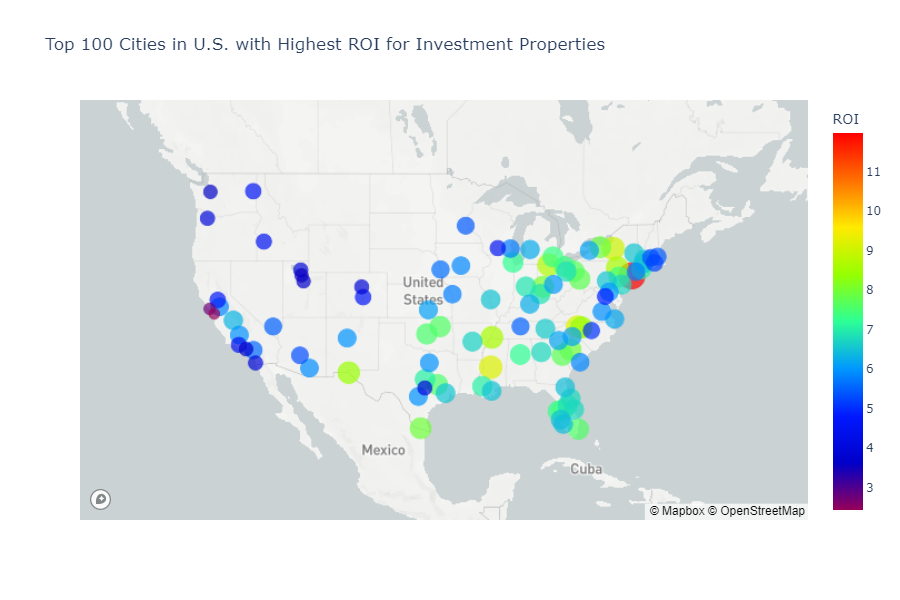 Top 100 Cities in U.S. with Highest ROI for Investment Properties
ROI
11
10
9
8
7
6
5
4
3
United
States
Mexico
Cuba
© Mapbox © OpenStreetMap